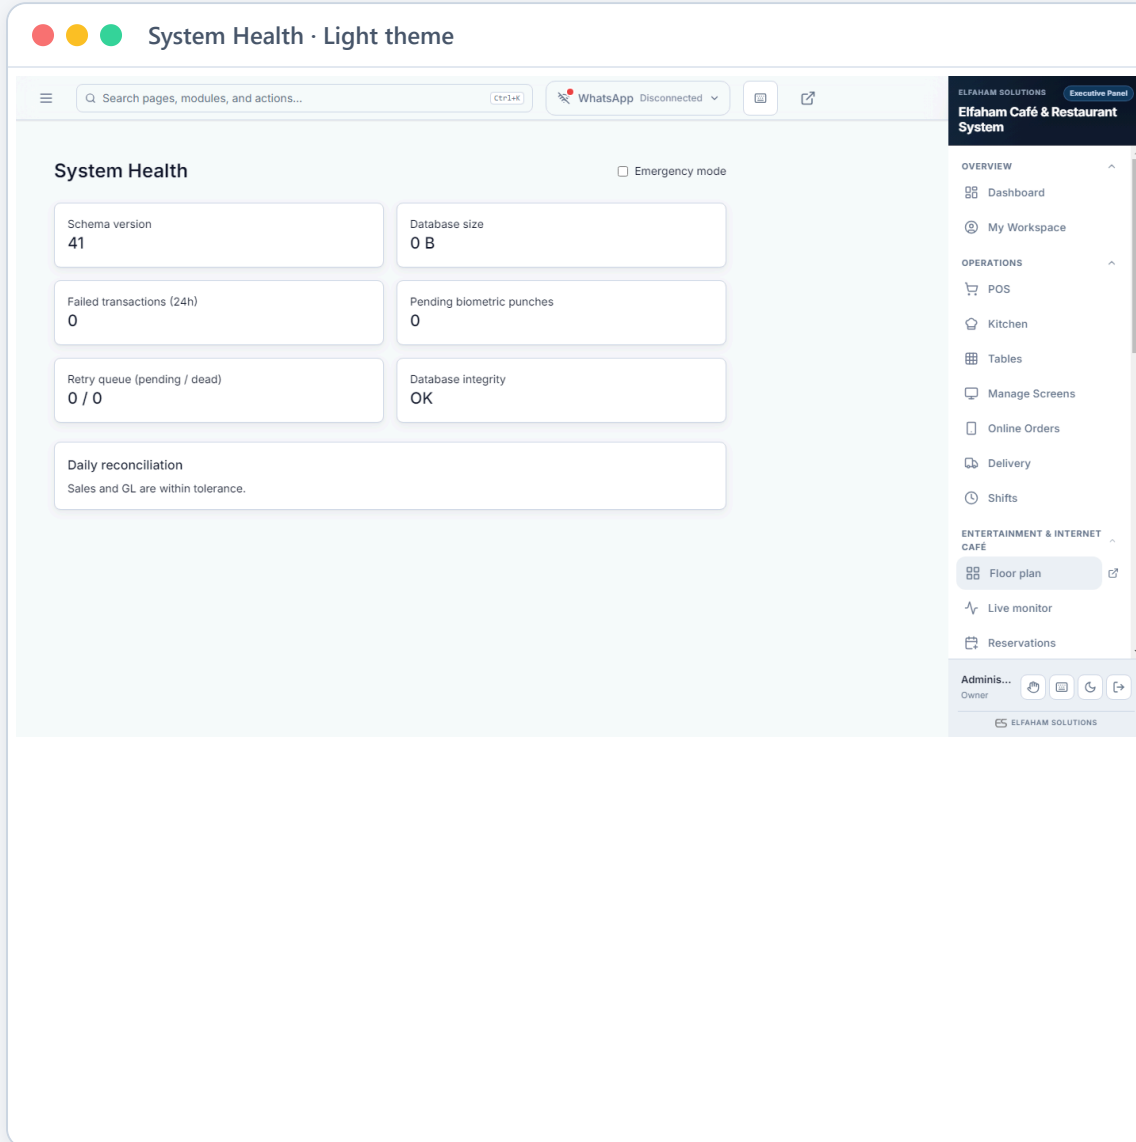 System Health · Light theme
Search pages, modules, and actions...
Ctrl+K
WhatsApp Disconnected
System Health
Emergency mode
Schema version
41
Database size
0 B
Failed transactions (24h)
0
Pending biometric punches
0
Retry queue (pending / dead)
0 / 0
Database integrity
OK
Daily reconciliation
Sales and GL are within tolerance.
ELFAHAM SOLUTIONS
Executive Panel
Elfaham Café & Restaurant
System
OVERVIEW
Dashboard
My Workspace
OPERATIONS
POS
Kitchen
Tables
Manage Screens
Online Orders
Delivery
Shifts
ENTERTAINMENT & INTERNET
CAFÉ
Floor plan
Live monitor
Reservations
Adminis...
Owner
ES ELFAHAM SOLUTIONS